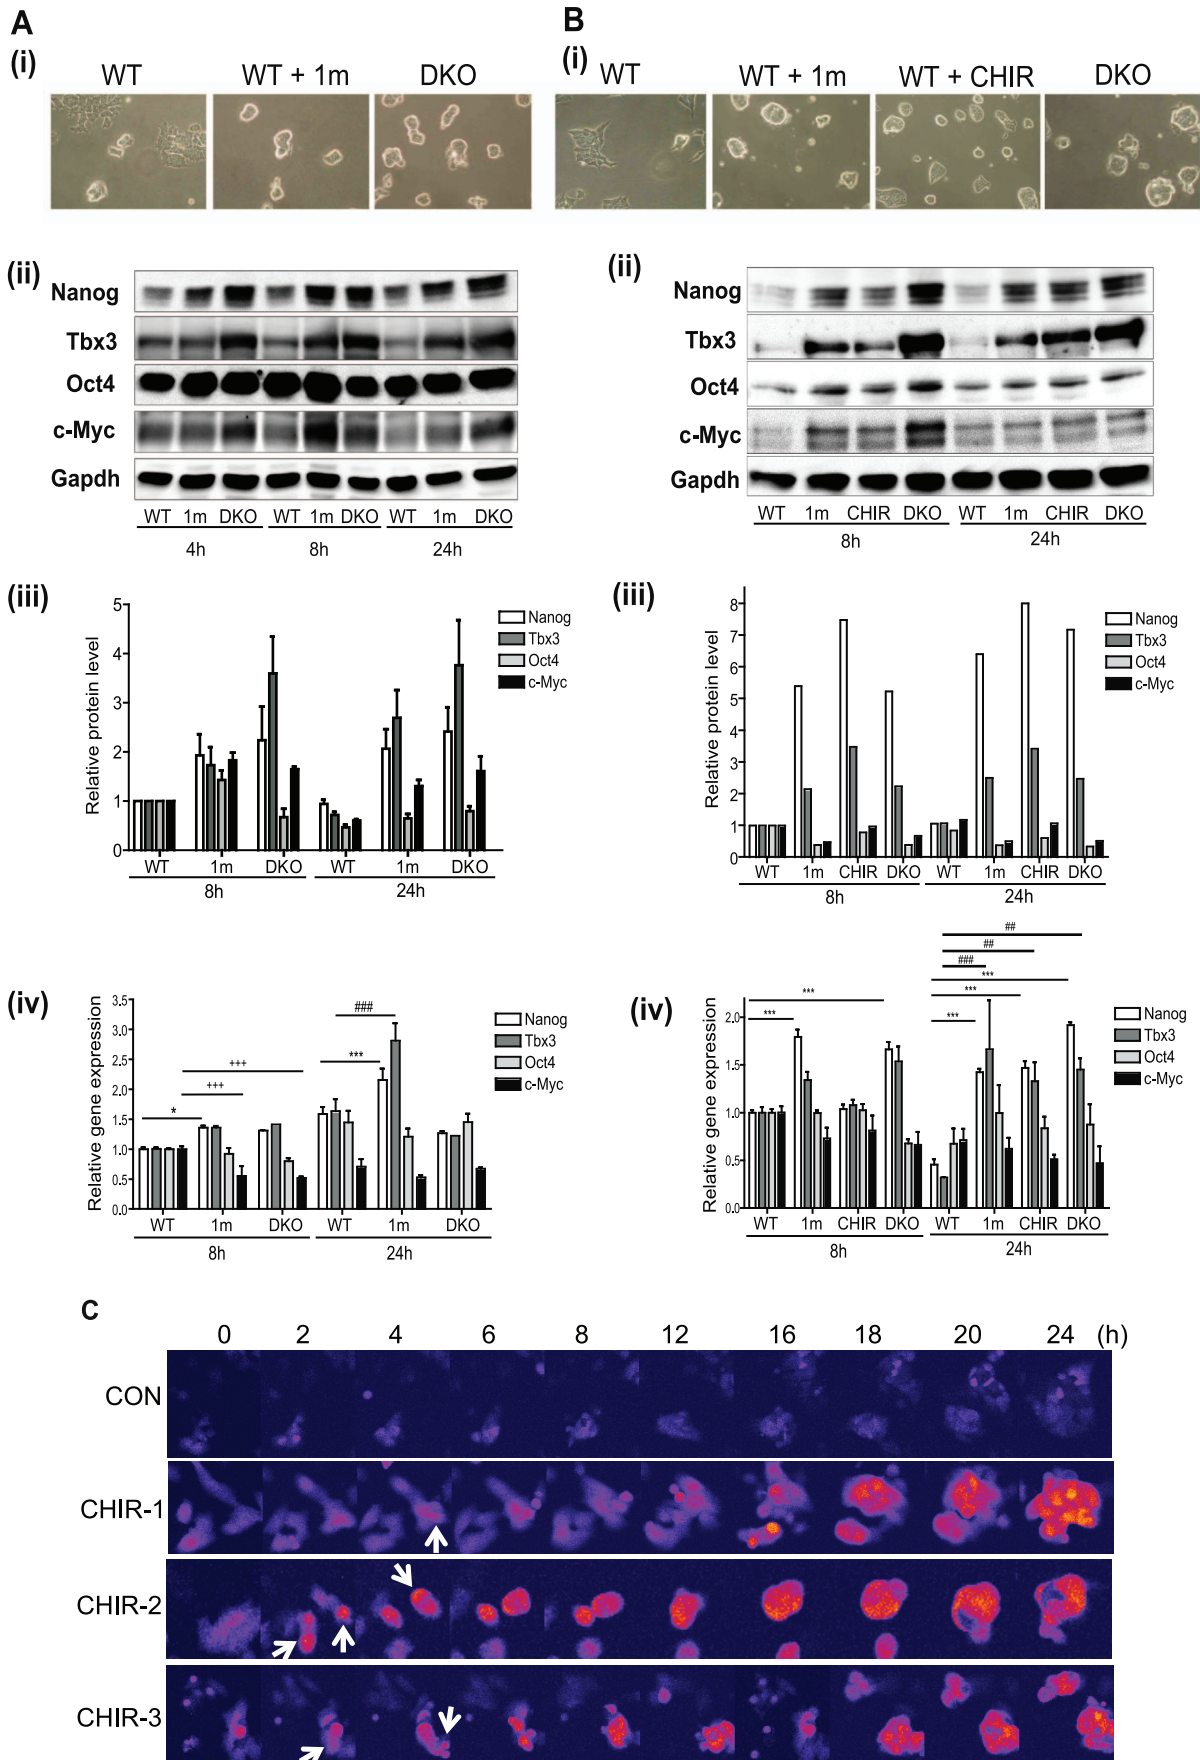 A
B
(i)
(i)
WT
WT + 1m
DKO
WT
WT + 1m
WT + CHIR
DKO
(ii)
Nanog
Tbx3
Oct4
c-Myc
Gapdh
WT 1m DKO WT 1m DKO WT 1m DKO
4h 8h 24h
(ii)
Nanog
Tbx3
Oct4
c-Myc
Gapdh
WT 1m CHIR DKO WT 1m CHIR DKO
8h 24h
(iii)
Relative protein level
5
4
3
2
1
0
Nanog
Tbx3
Oct4
c-Myc
WT 1m DKO WT 1m DKO
8h 24h
(iii)
Relative protein level
8
7
6
5
4
3
2
1
0
Nanog
Tbx3
Oct4
c-Myc
WT 1m CHIR DKO WT 1m CHIR DKO
8h 24h
(iv)
Relative gene expression
3.5
3.0
2.5
2.0
1.5
1.0
0.5
0.0
*
+++
+++
***
###
Nanog
Tbx3
Oct4
c-Myc
WT 1m DKO WT 1m DKO
8h 24h
(iv)
Relative gene expression
2.0
1.5
1.0
0.5
0.0
***
***
##
##
###
***
***
***
Nanog
Tbx3
Oct4
c-Myc
WT 1m CHIR DKO WT 1m CHIR DKO
8h 24h
C
0 2 4 6 8 12 16 18 20 24 (h)
CON
CHIR-1
CHIR-2
CHIR-3